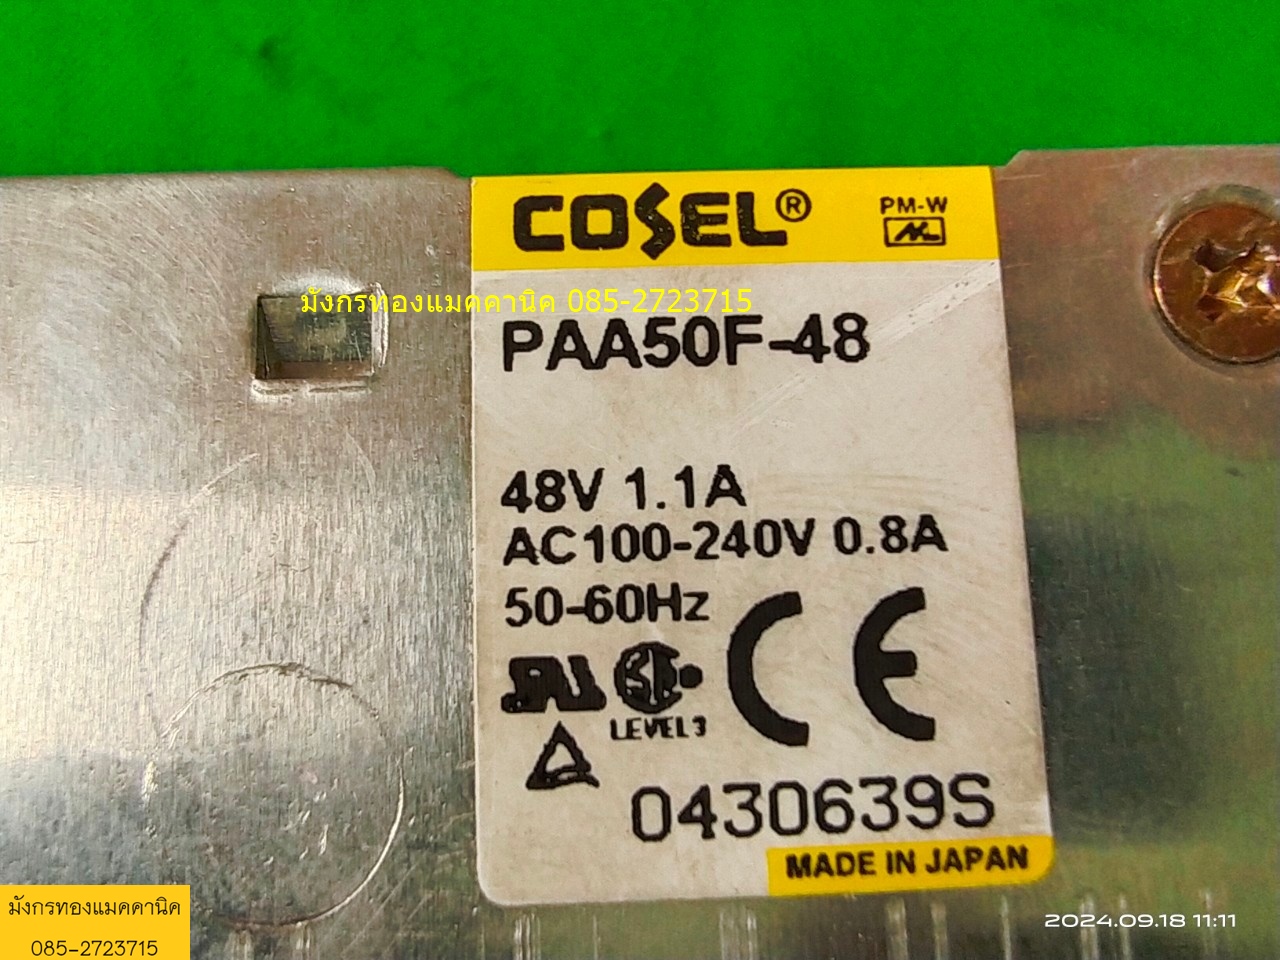 COSEL® PM-W
มังกรทองแมคคานิค 085-2723715
PAA50F-48
48V 1.1A
AC100-240V 0.8A
50-60Hz
LEVEL 3
CE
0430639S
MADE IN JAPAN
มังกรทองแมคคานิค
085-2723715
2024.09.18 11:11